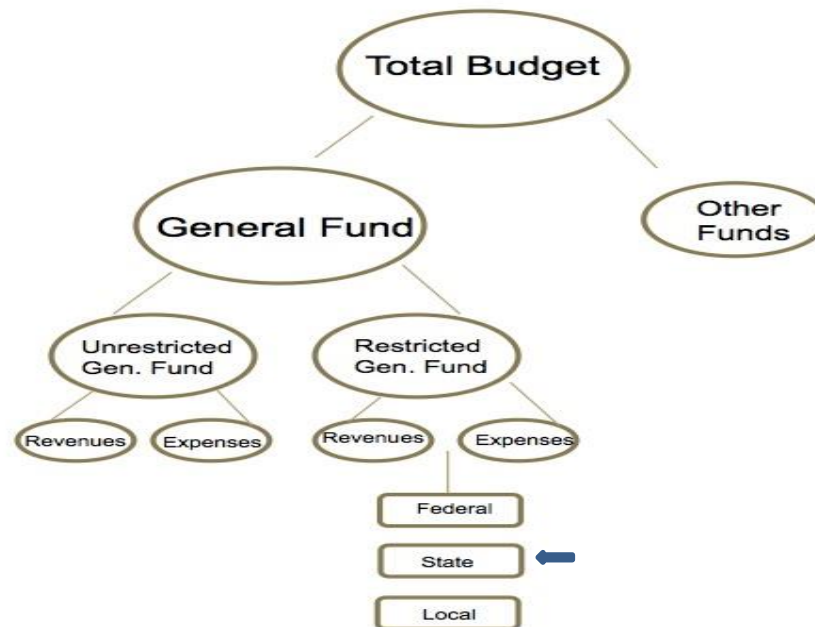 Total Budget
General Fund
Other
Funds
Unrestricted
Gen. Fund
Restricted
Gen. Fund
Revenues
Expenses
Revenues
Expenses
Federal
State
Local